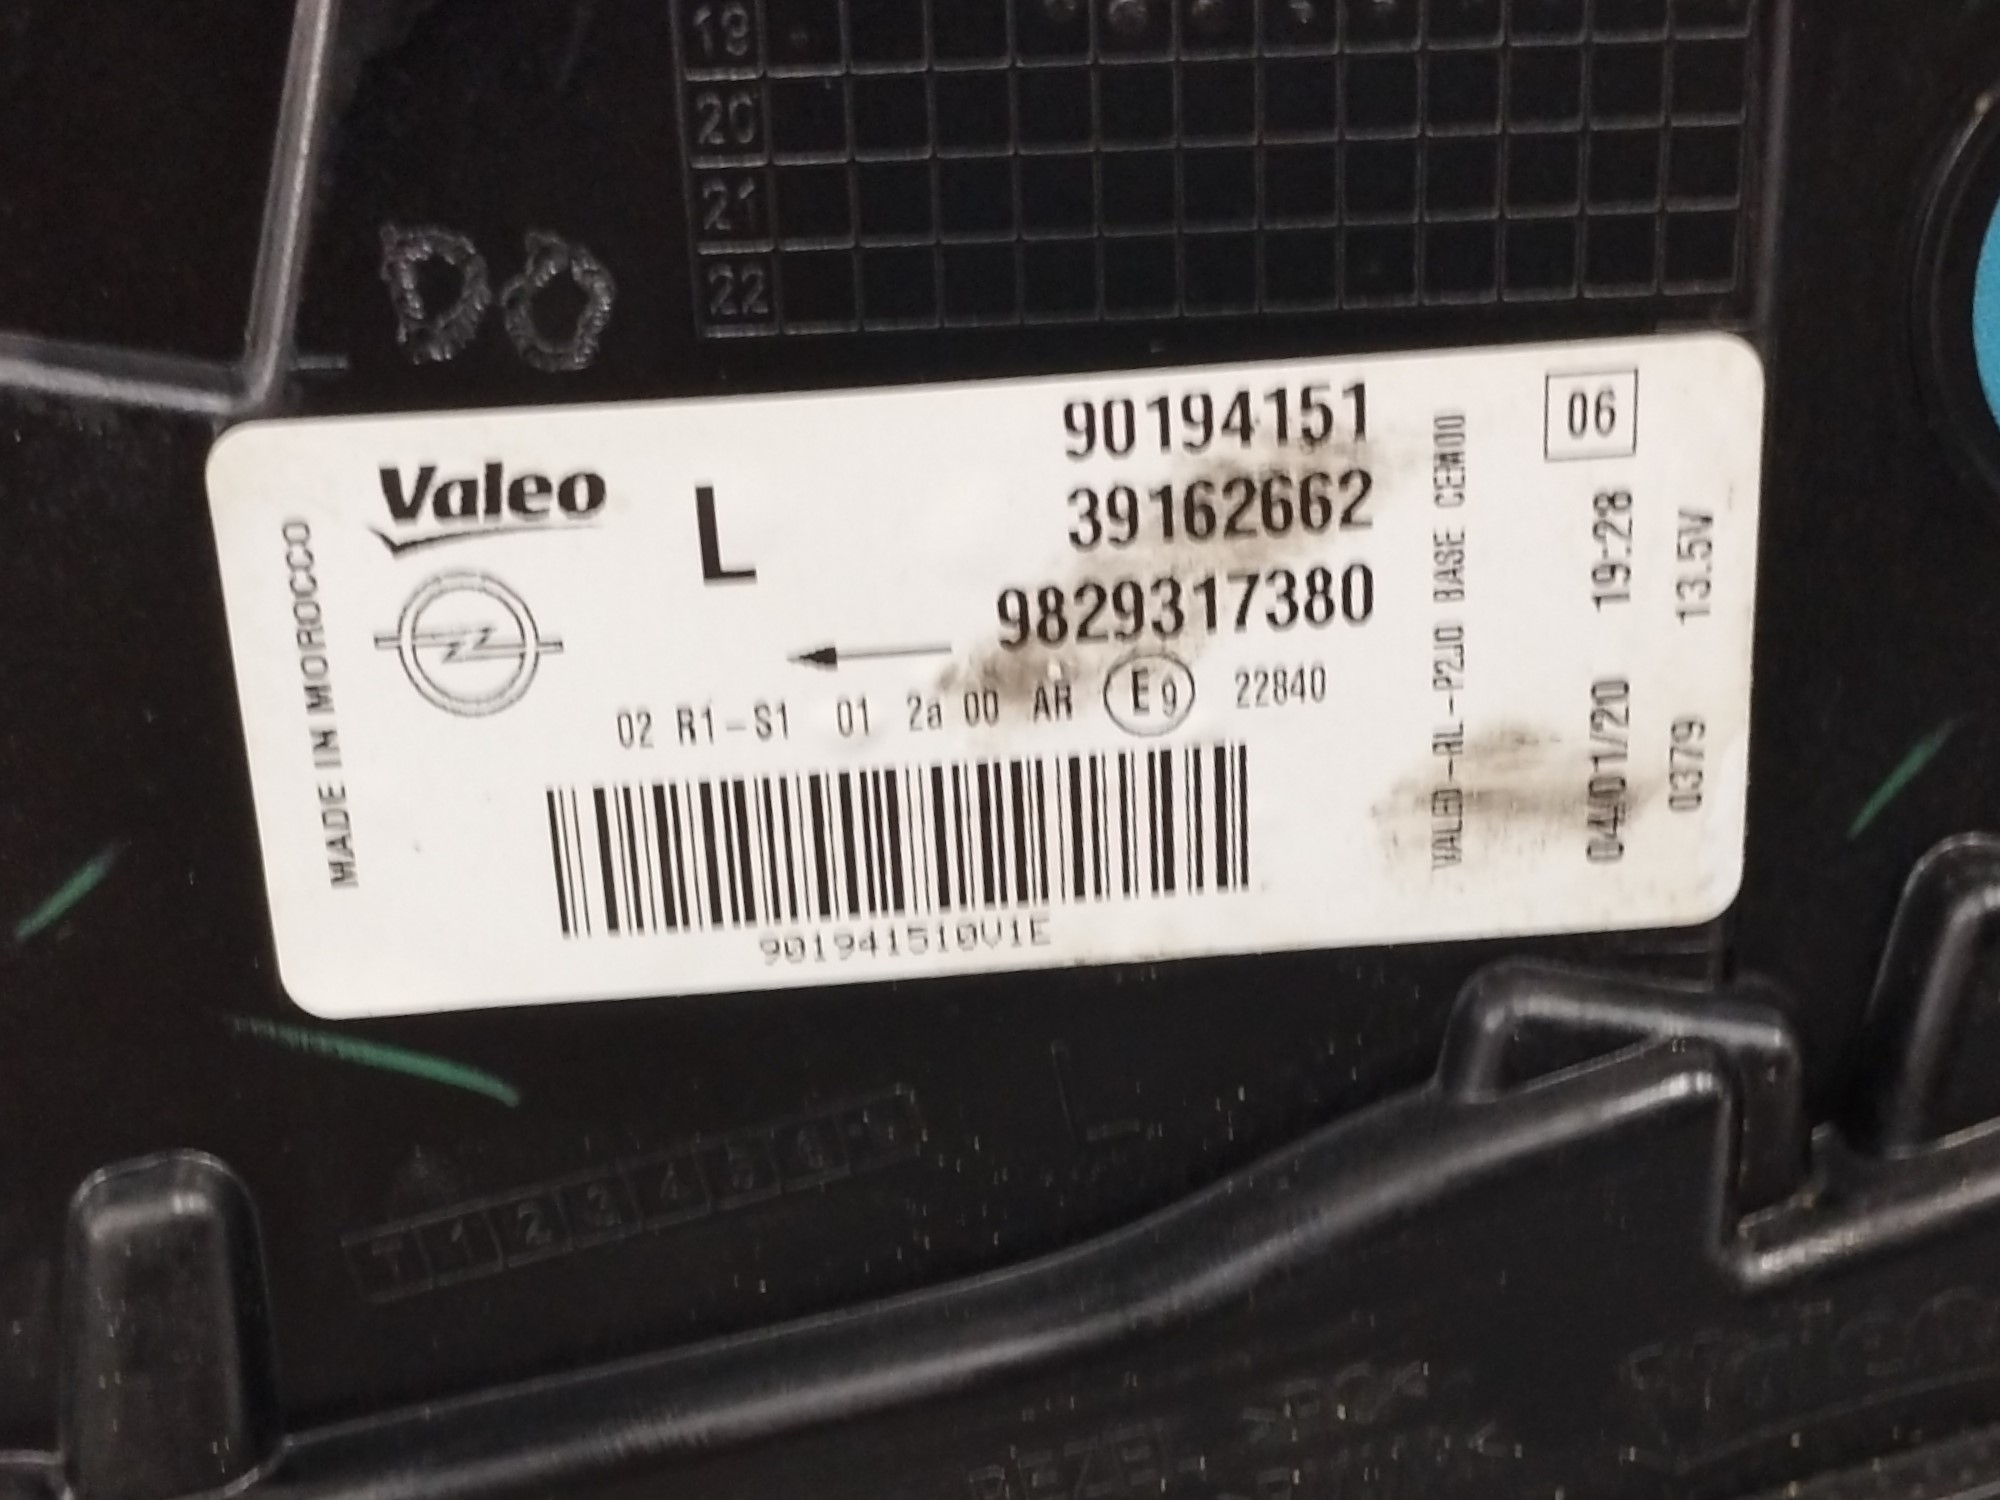 19
20
21
22
DO
MADE IN MOROCCO
Valeo
L
90194151
39162662
9829317380
02 R1-S1 01 2a 00 AR E9 22840
901941510V1E
VALEO-RL-P2JO BASE CEM00
06
04/01/20 19:28
0379 13.5V
T 1 2 3 4 5 6